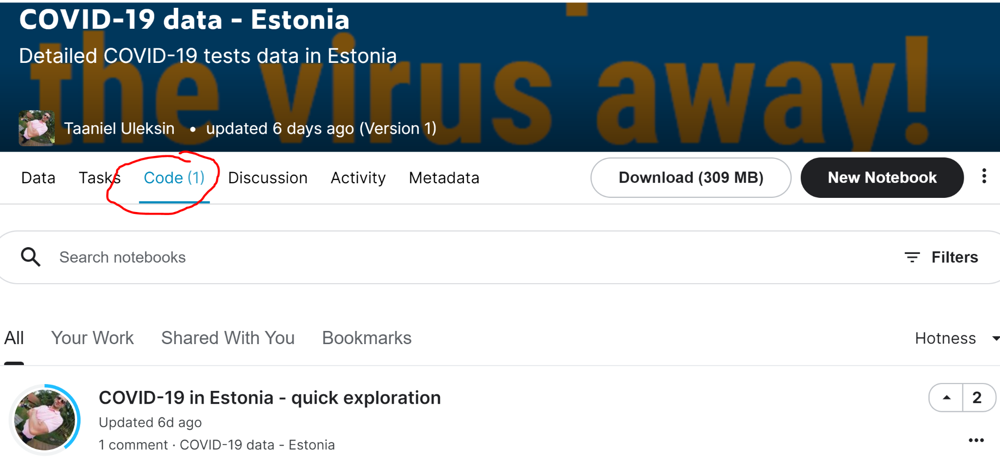 COVID-19 data - Estonia
Detailed COVID-19 tests data in Estonia
the virus away!
Taaniel Uleksin • updated 6 days ago (Version 1)
Data Tasks Code (1) Discussion Activity Metadata Download (309 MB) New Notebook
Search notebooks Filters
All Your Work Shared With You Bookmarks Hotness
COVID-19 in Estonia - quick exploration 2
Updated 6d ago
1 comment · COVID-19 data - Estonia